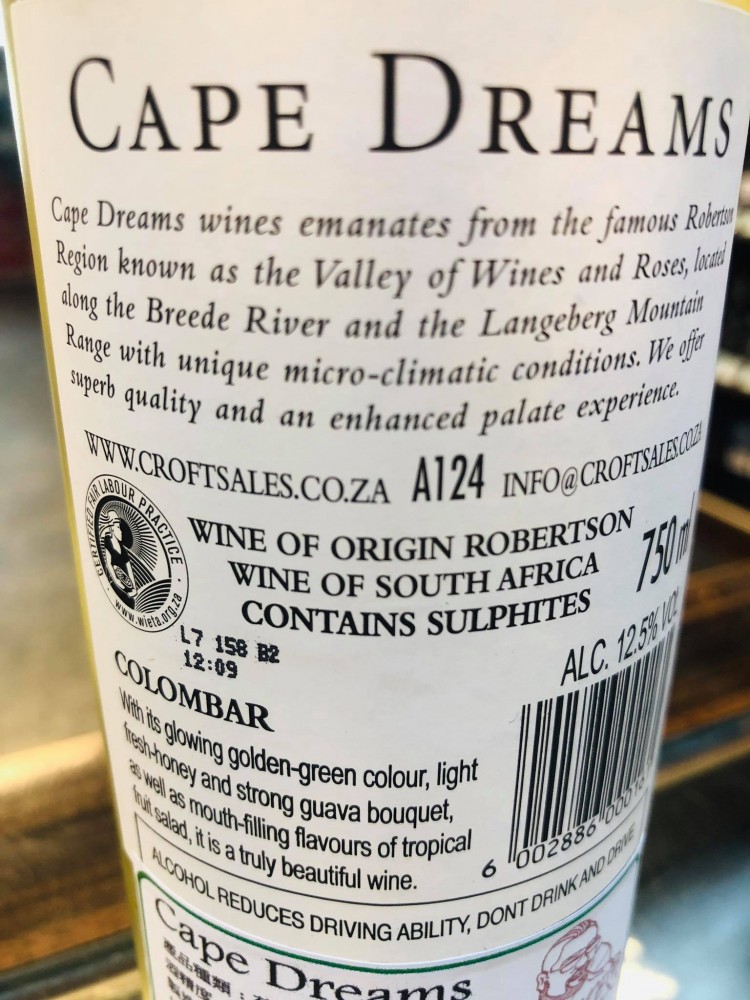 CAPE DREAMS
Cape Dreams wines emanates from the famous Robertson
Region known as the Valley of Wines and Roses, located
along the Breede River and the Langeberg Mountain
Range with unique micro-climatic conditions. We offer
superb quality and an enhanced palate experience.
WWW.CROFTSALES.CO.ZA A124 INFO@CROFTSALES.CO.ZA
CERTIFIED FAIR LABOUR PRACTICE
www.wieta.org.za
WINE OF ORIGIN ROBERTSON
WINE OF SOUTH AFRICA
CONTAINS SULPHITES
750 ml
L7 158 B2
12:09
ALC. 12.5% VOL
COLOMBAR
With its glowing golden-green colour, light
fresh-honey and strong guava bouquet,
as well as mouth-filling flavours of tropical
fruit salad, it is a truly beautiful wine.
6 002886
ALCOHOL REDUCES DRIVING ABILITY, DONT DRINK AND DRIVE
Cape Dreams
產品種類：